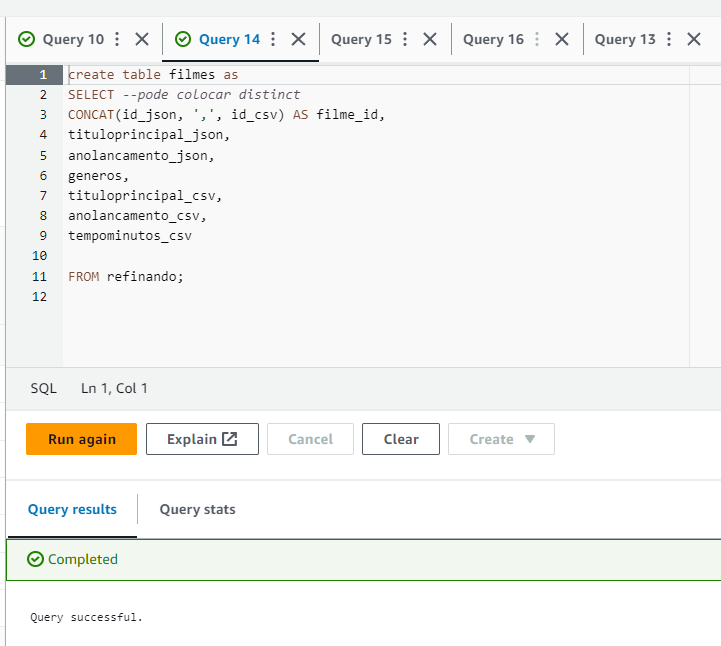 Query 10 Query 14 Query 15 Query 16 Query 13
1 create table filmes as
2 SELECT --pode colocar distinct
3 CONCAT(id_json, ',', id_csv) AS filme_id,
4 tituloprincipal_json,
5 anolancamento_json,
6 generos,
7 tituloprincipal_csv,
8 anolancamento_csv,
9 tempominutos_csv
10
11 FROM refinando;
12
SQL Ln 1, Col 1
Run again Explain Cancel Clear Create
Query results Query stats
Completed
Query successful.